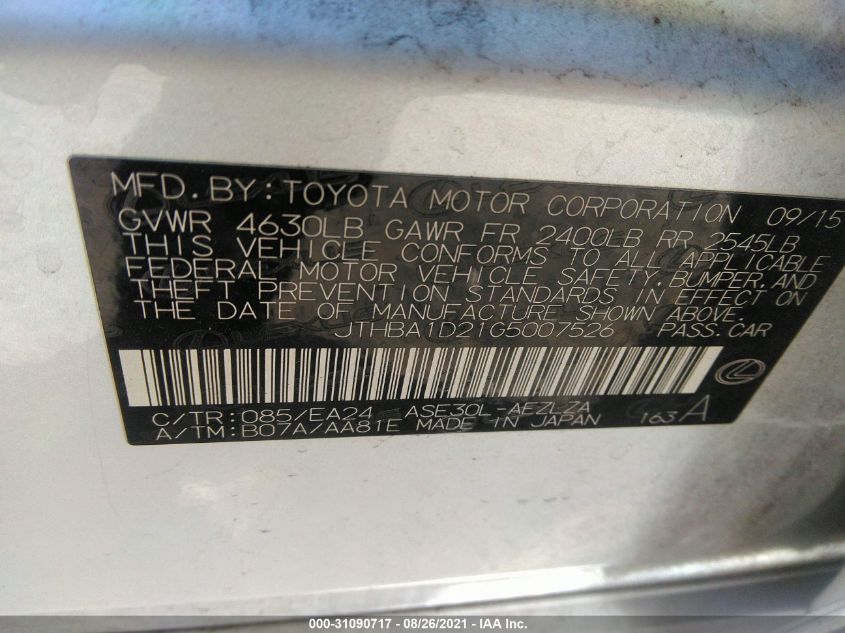 MFD. BY: TOYOTA MOTOR CORPORATION 09/15
GVWR 4630LB GAWR FR 2400LB RR 2545LB
THIS VEHICLE CONFORMS TO ALL APPLICABLE
FEDERAL MOTOR VEHICLE SAFETY, BUMPER, AND
THEFT PREVENTION STANDARDS IN EFFECT ON
THE DATE OF MANUFACTURE SHOWN ABOVE.
JTHBA1D21G5007526 PASS. CAR
C/TR: 085/EA24 ASE30L-AEZLZA
A/TM: B07A/AA81E MADE IN JAPAN 163 A
000-31090717 - 08/26/2021 - IAA Inc.